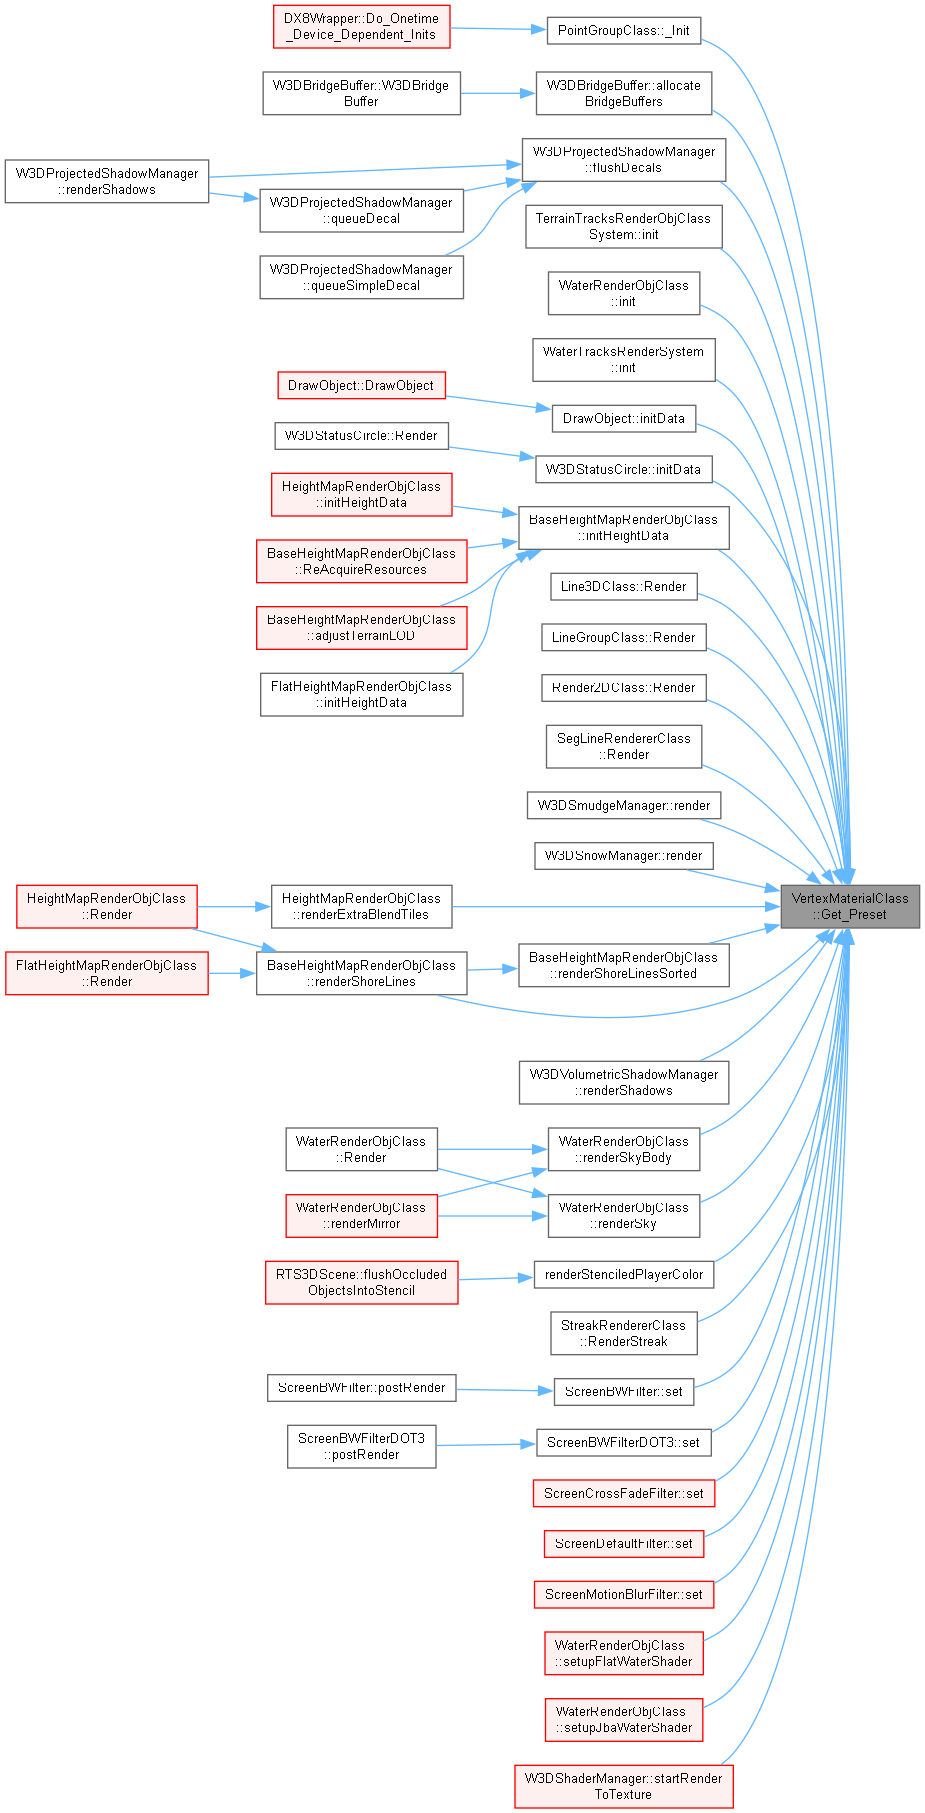 DX8Wrapper::Do_Onetime
_Device_Dependent_Inits
PointGroupClass::_Init
W3DBridgeBuffer::W3DBridge
Buffer
W3DBridgeBuffer::allocate
BridgeBuffers
W3DProjectedShadowManager
::flushDecals
W3DProjectedShadowManager
::renderShadows
W3DProjectedShadowManager
::queueDecal
W3DProjectedShadowManager
::queueSimpleDecal
TerrainTracksRenderObjClass
System::init
WaterRenderObjClass
::init
WaterTracksRenderSystem
::init
DrawObject::DrawObject
DrawObject::initData
W3DStatusCircle::Render
W3DStatusCircle::initData
HeightMapRenderObjClass
::initHeightData
BaseHeightMapRenderObjClass
::initHeightData
BaseHeightMapRenderObjClass
::ReAcquireResources
BaseHeightMapRenderObjClass
::adjustTerrainLOD
FlatHeightMapRenderObjClass
::initHeightData
Line3DClass::Render
LineGroupClass::Render
Render2DClass::Render
SegLineRendererClass
::Render
W3DSmudgeManager::render
W3DSnowManager::render
HeightMapRenderObjClass
::Render
HeightMapRenderObjClass
::renderExtraBlendTiles
VertexMaterialClass
::Get_Preset
FlatHeightMapRenderObjClass
::Render
BaseHeightMapRenderObjClass
::renderShoreLines
BaseHeightMapRenderObjClass
::renderShoreLinesSorted
W3DVolumetricShadowManager
::renderShadows
WaterRenderObjClass
::Render
WaterRenderObjClass
::renderSkyBody
WaterRenderObjClass
::renderMirror
WaterRenderObjClass
::renderSky
RTS3DScene::flushOccluded
ObjectsIntoStencil
renderStenciledPlayerColor
StreakRendererClass
::RenderStreak
ScreenBWFilter::postRender
ScreenBWFilter::set
ScreenBWFilterDOT3
::postRender
ScreenBWFilterDOT3::set
ScreenCrossFadeFilter::set
ScreenDefaultFilter::set
ScreenMotionBlurFilter::set
WaterRenderObjClass
::setupFlatWaterShader
WaterRenderObjClass
::setupJbaWaterShader
W3DShaderManager::startRender
ToTexture